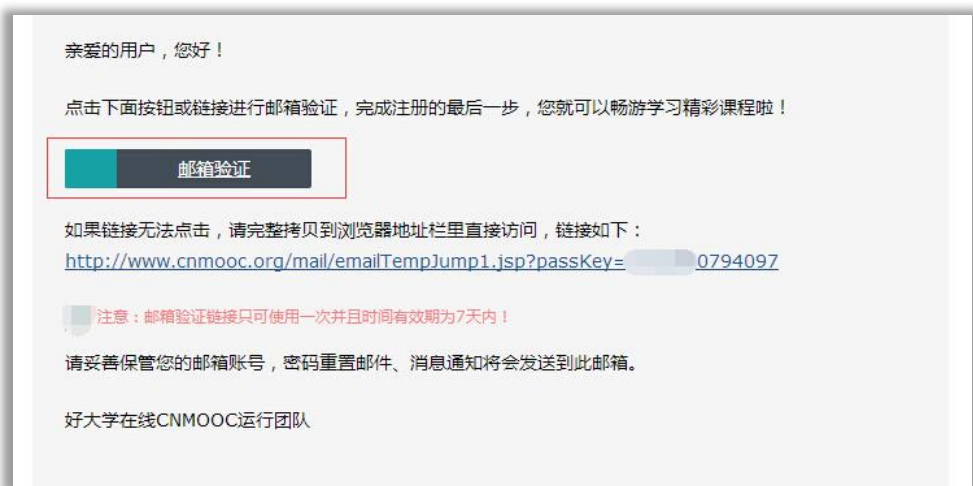 亲爱的用户，您好！
点击下面按钮或链接进行邮箱验证，完成注册的最后一步，您就可以畅游学习精彩课程啦！
邮箱验证
如果链接无法点击，请完整拷贝到浏览器地址栏里直接访问，链接如下：
http://www.cnmooc.org/mail/emailTempJump1.jsp?passKey= 0794097
注意：邮箱验证链接只可使用一次并且时间有效期为7天内！
请妥善保管您的邮箱账号，密码重置邮件、消息通知将会发送到此邮箱。
好大学在线CNMOOC运行团队